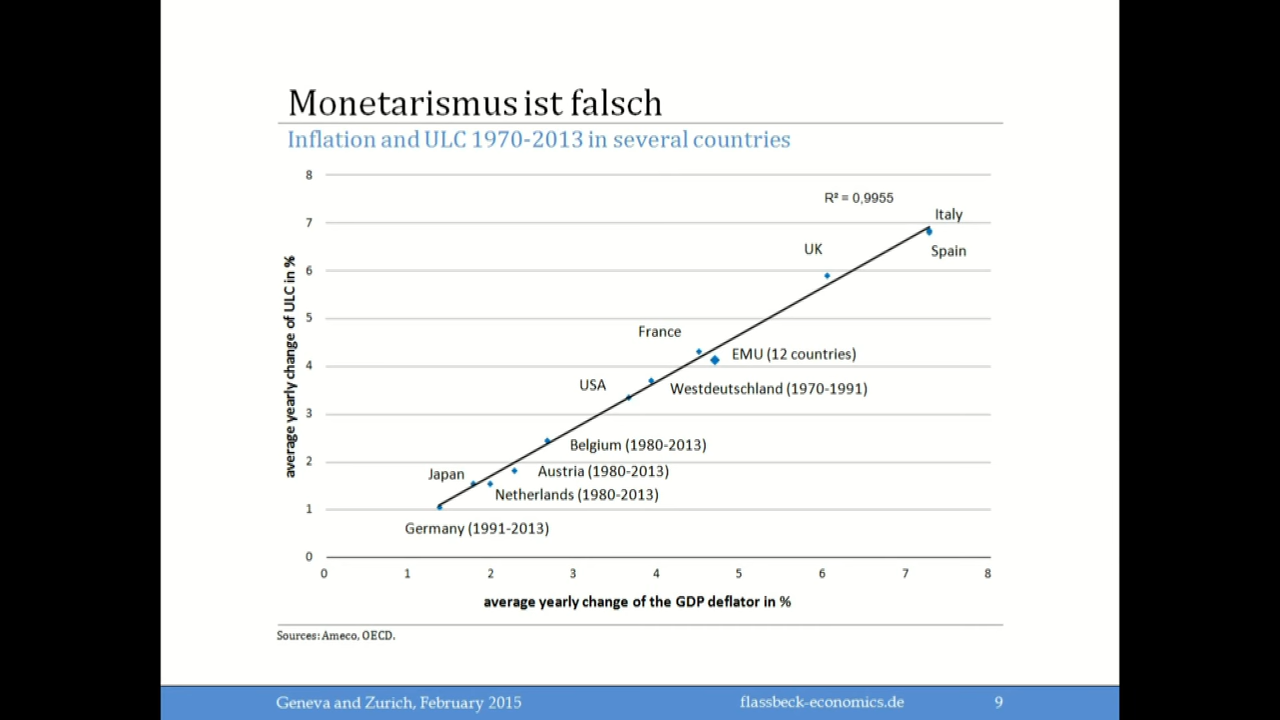 Monetarismus ist falsch
Inflation and ULC 1970-2013 in several countries
average yearly change of ULC in %
8
7
6
5
4
3
2
1
0
R² = 0,9955
Italy
Spain
UK
France
EMU (12 countries)
USA
Westdeutschland (1970-1991)
Belgium (1980-2013)
Japan
Austria (1980-2013)
Netherlands (1980-2013)
Germany (1991-2013)
0 1 2 3 4 5 6 7 8
average yearly change of the GDP deflator in %
Sources: Ameco, OECD.
Geneva and Zurich, February 2015
flassbeck-economics.de
9